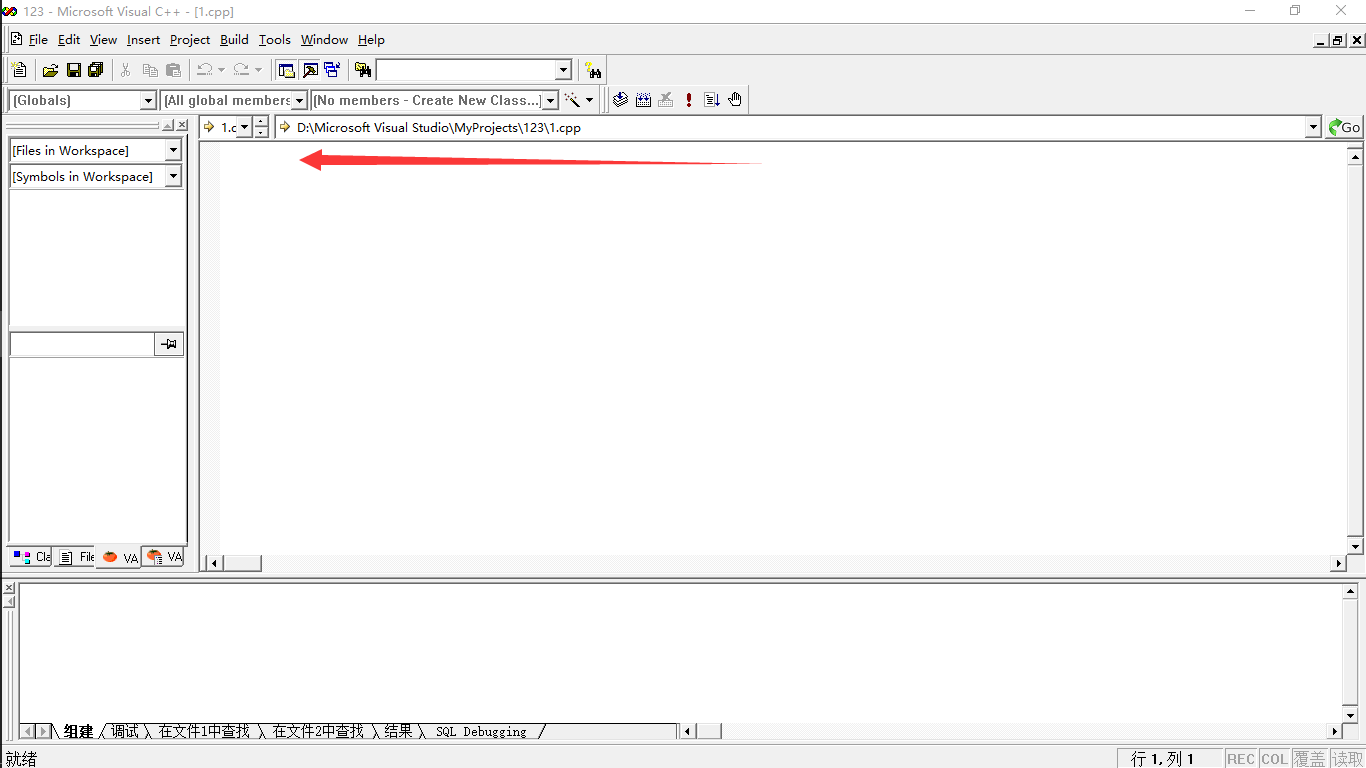 123 - Microsoft Visual C++ - [1.cpp]
File Edit View Insert Project Build Tools Window Help
(Globals) (All global members (No members - Create New Class...)
1.c D:\Microsoft Visual Studio\MyProjects\123\1.cpp Go
[Files in Workspace]
[Symbols in Workspace]
Cla File VA VA
组建 调试 在文件1中查找 在文件2中查找 结果 SQL Debugging
就绪 行 1, 列 1 REC COL 覆盖 读取